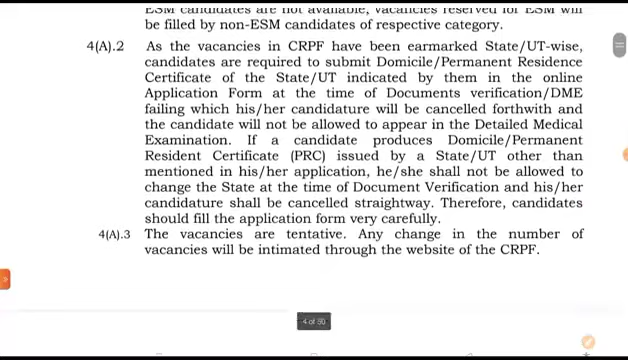 ESM candidates are not available, vacancies reserved for ESM will
be filled by non-ESM candidates of respective category.
4(A).2 As the vacancies in CRPF have been earmarked State/UT-wise,
candidates are required to submit Domicile/Permanent Residence
Certificate of the State/UT indicated by them in the online
Application Form at the time of Documents verification/DME
failing which his/her candidature will be cancelled forthwith and
the candidate will not be allowed to appear in the Detailed Medical
Examination. If a candidate produces Domicile/Permanent
Resident Certificate (PRC) issued by a State/UT other than
mentioned in his/her application, he/she shall not be allowed to
change the State at the time of Document Verification and his/her
candidature shall be cancelled straightway. Therefore, candidates
should fill the application form very carefully.
4(A).3 The vacancies are tentative. Any change in the number of
vacancies will be intimated through the website of the CRPF.
4 of 50